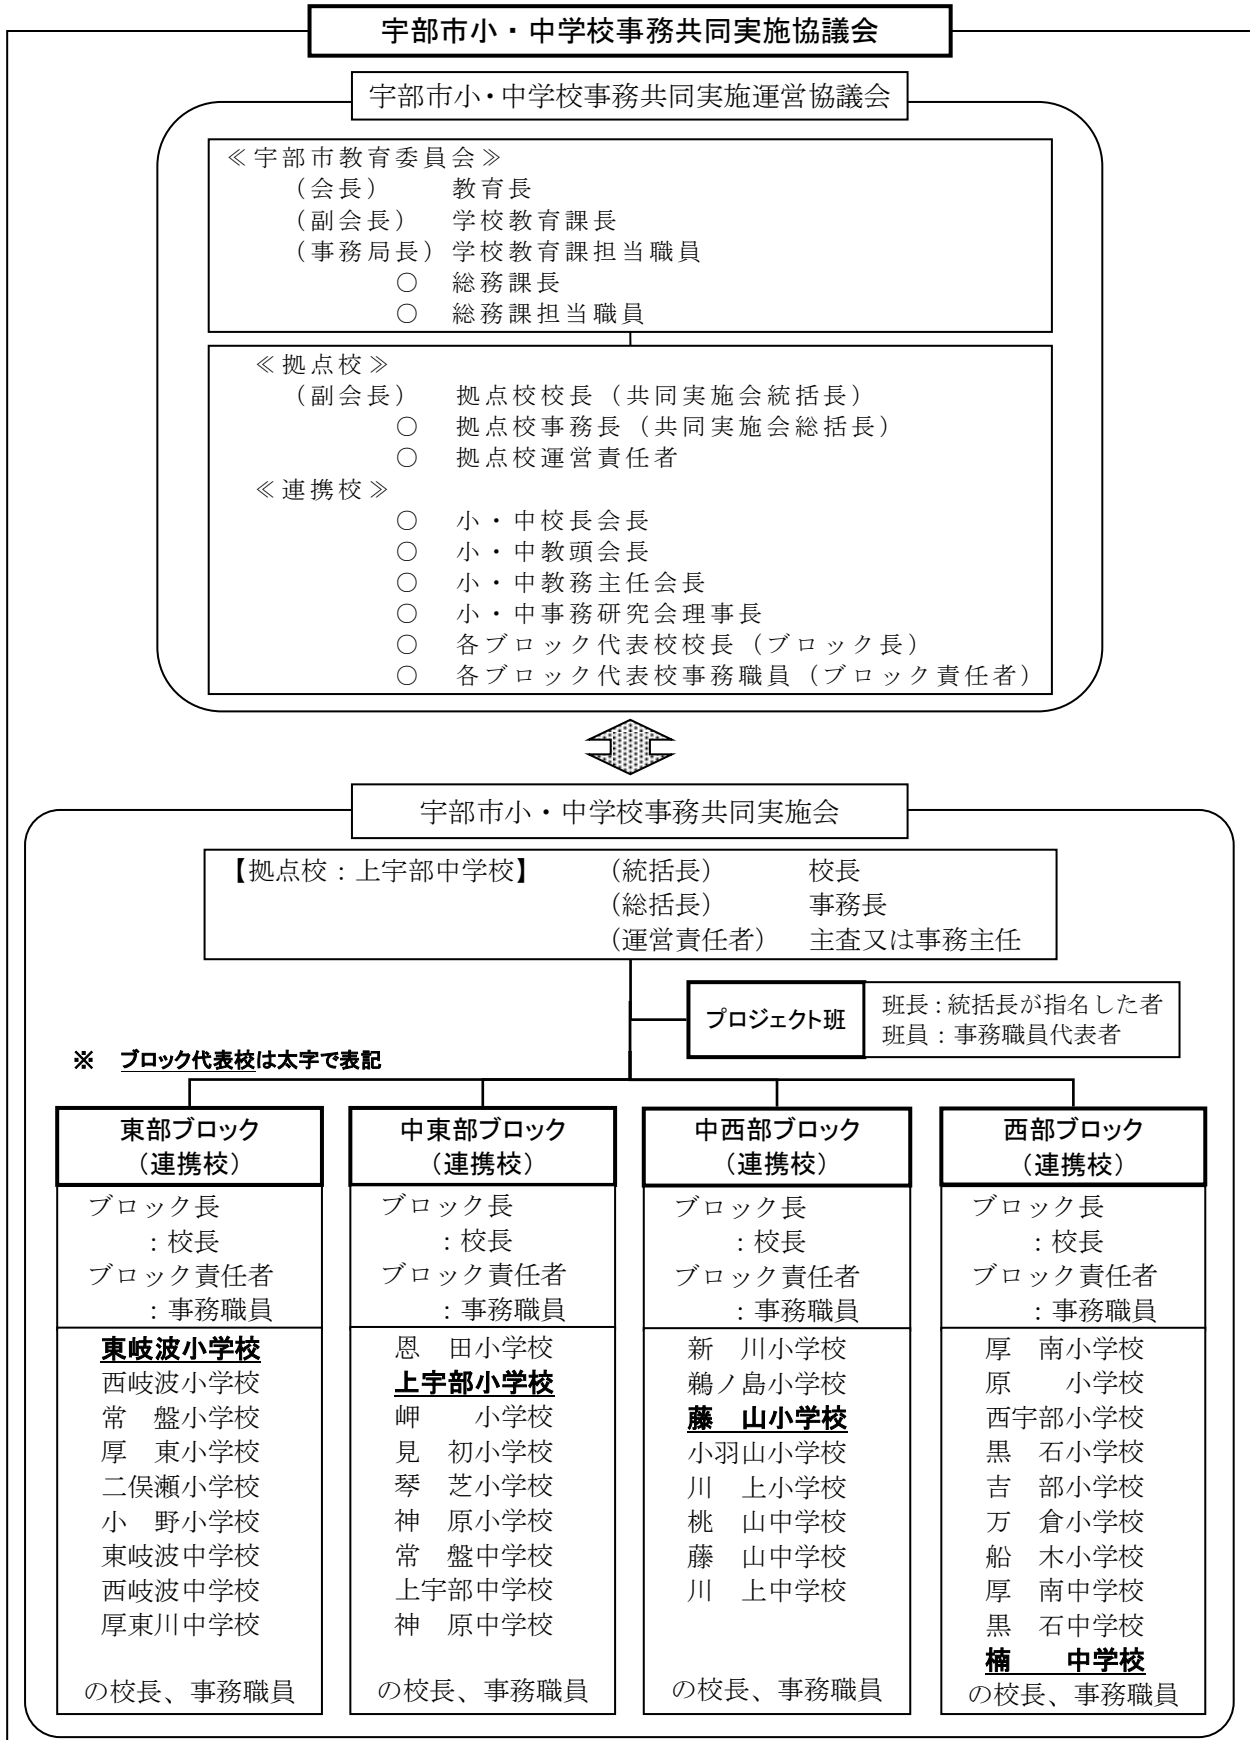 宇部市小・中学校事務共同実施協議会
宇部市小・中学校事務共同実施運営協議会
≪宇部市教育委員会≫
(会長)　教育長
(副会長)　学校教育課長
(事務局長)学校教育課担当職員
○　総務課長
○　総務課担当職員
≪拠点校≫
(副会長)　拠点校校長(共同実施会統括長)
○　拠点校事務長(共同実施会総括長)
○　拠点校運営責任者
≪連携校≫
○　小・中校長会長
○　小・中教頭会長
○　小・中教務主任会長
○　小・中事務研究会理事長
○　各ブロック代表校校長(ブロック長)
○　各ブロック代表校事務職員(ブロック責任者)
宇部市小・中学校事務共同実施会
【拠点校:上宇部中学校】　(統括長)　校長
(総括長)　事務長
(運営責任者)　主査又は事務主任
プロジェクト班
班長:統括長が指名した者
班員:事務職員代表者
※　ブロック代表校は太字で表記
東部ブロック
(連携校)
ブロック長
:校長
ブロック責任者
:事務職員
東岐波小学校
西岐波小学校
常　盤小学校
厚　東小学校
二俣瀬小学校
小　野小学校
東岐波中学校
西岐波中学校
厚東川中学校
の校長、事務職員
中東部ブロック
(連携校)
ブロック長
:校長
ブロック責任者
:事務職員
恩　田小学校
上宇部小学校
岬　　小学校
見　初小学校
琴　芝小学校
神　原小学校
常　盤中学校
上宇部中学校
神　原中学校
の校長、事務職員
中西部ブロック
(連携校)
ブロック長
:校長
ブロック責任者
:事務職員
新　川小学校
鵜ノ島小学校
藤　山小学校
小羽山小学校
川　上小学校
桃　山中学校
藤　山中学校
川　上中学校
の校長、事務職員
西部ブロック
(連携校)
ブロック長
:校長
ブロック責任者
:事務職員
厚　南小学校
原　　小学校
西宇部小学校
黒　石小学校
吉　部小学校
万　倉小学校
船　木小学校
厚　南中学校
黒　石中学校
楠　　中学校
の校長、事務職員